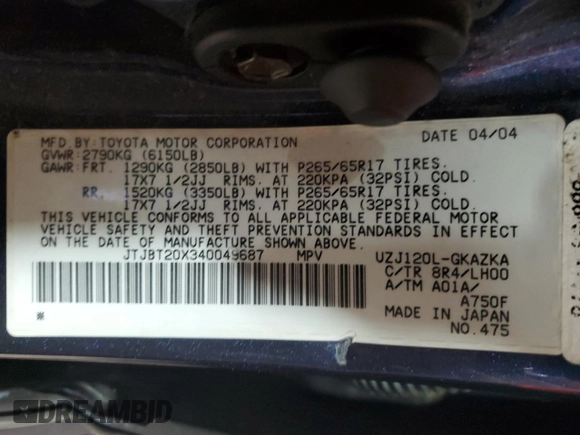 MFD BY: TOYOTA MOTOR CORPORATION DATE 04/04
GVWR: 2790KG (6150LB)
GAWR: FRT. 1290KG (2850LB) WITH P265/65R17 TIRES.
17X7 1/2JJ RIMS. AT 220KPA (32PSI) COLD.
RR. 1520KG (3350LB) WITH P265/65R17 TIRES.
17X7 1/2JJ RIMS. AT 220KPA (32PSI) COLD.
THIS VEHICLE CONFORMS TO ALL APPLICABLE FEDERAL MOTOR
VEHICLE SAFETY AND THEFT PREVENTION STANDARDS IN EFFECT
ON THE DATE OF MANUFACTURE SHOWN ABOVE.
JTJBT20X340049687 MPV UZJ120L-GKAZKA
C/TR 8R4/LH00
A/TM A01A/
A750F
MADE IN JAPAN
NO. 475
DREAMBID